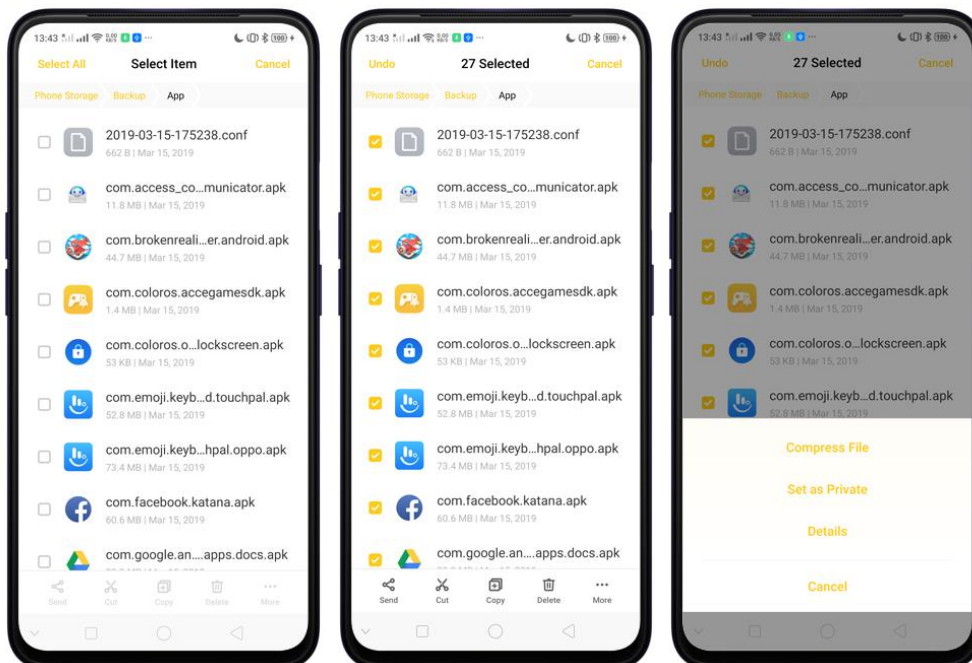 13:43
Select All Select Item Cancel
Phone Storage Backup App
2019-03-15-175238.conf
662 B | Mar 15, 2019
com.access_co...municator.apk
11.8 MB | Mar 15, 2019
com.brokenreali...er.android.apk
44.7 MB | Mar 15, 2019
com.coloros.accegamesdk.apk
1.4 MB | Mar 15, 2019
com.coloros.o...lockscreen.apk
53 KB | Mar 15, 2019
com.emoji.keyb...d.touchpal.apk
52.8 MB | Mar 15, 2019
com.emoji.keyb...hpal.oppo.apk
73.4 MB | Mar 15, 2019
com.facebook.katana.apk
60.6 MB | Mar 15, 2019
com.google.an....apps.docs.apk
Send Cut Copy Delete More
13:43
Undo 27 Selected Cancel
Phone Storage Backup App
2019-03-15-175238.conf
662 B | Mar 15, 2019
com.access_co...municator.apk
11.8 MB | Mar 15, 2019
com.brokenreali...er.android.apk
44.7 MB | Mar 15, 2019
com.coloros.accegamesdk.apk
1.4 MB | Mar 15, 2019
com.coloros.o...lockscreen.apk
53 KB | Mar 15, 2019
com.emoji.keyb...d.touchpal.apk
52.8 MB | Mar 15, 2019
com.emoji.keyb...hpal.oppo.apk
73.4 MB | Mar 15, 2019
com.facebook.katana.apk
60.6 MB | Mar 15, 2019
com.google.an....apps.docs.apk
Send Cut Copy Delete More
13:43
Undo 27 Selected Cancel
Phone Storage Backup App
2019-03-15-175238.conf
662 B | Mar 15, 2019
com.access_co...municator.apk
11.8 MB | Mar 15, 2019
com.brokenreali...er.android.apk
44.7 MB | Mar 15, 2019
com.coloros.accegamesdk.apk
1.4 MB | Mar 15, 2019
com.coloros.o...lockscreen.apk
53 KB | Mar 15, 2019
com.emoji.keyb...d.touchpal.apk
52.8 MB | Mar 15, 2019
Compress File
Set as Private
Details
Cancel